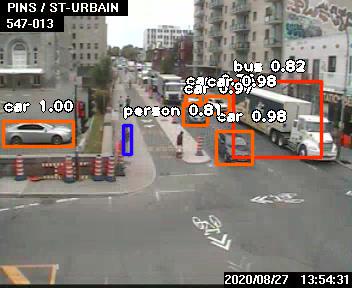 PINS / ST-URBAIN
547-013
bus 0.82
car 0.98
car 0.97
car 1.00
person 0.81
car 0.98
2020/08/27 13:54:31